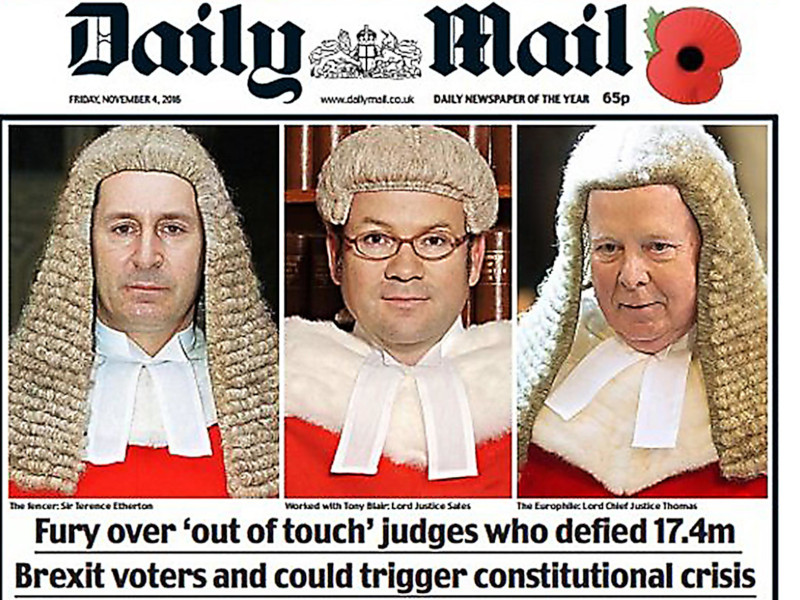 Daily Mail
FRIDAY, NOVEMBER 4, 2016 www.dailymail.co.uk DAILY NEWSPAPER OF THE YEAR 65p
The fencer: Sir Terence Etherton
Worked with Tony Blair: Lord Justice Sales
The Europhile: Lord Chief Justice Thomas
Fury over ‘out of touch’ judges who defied 17.4m
Brexit voters and could trigger constitutional crisis